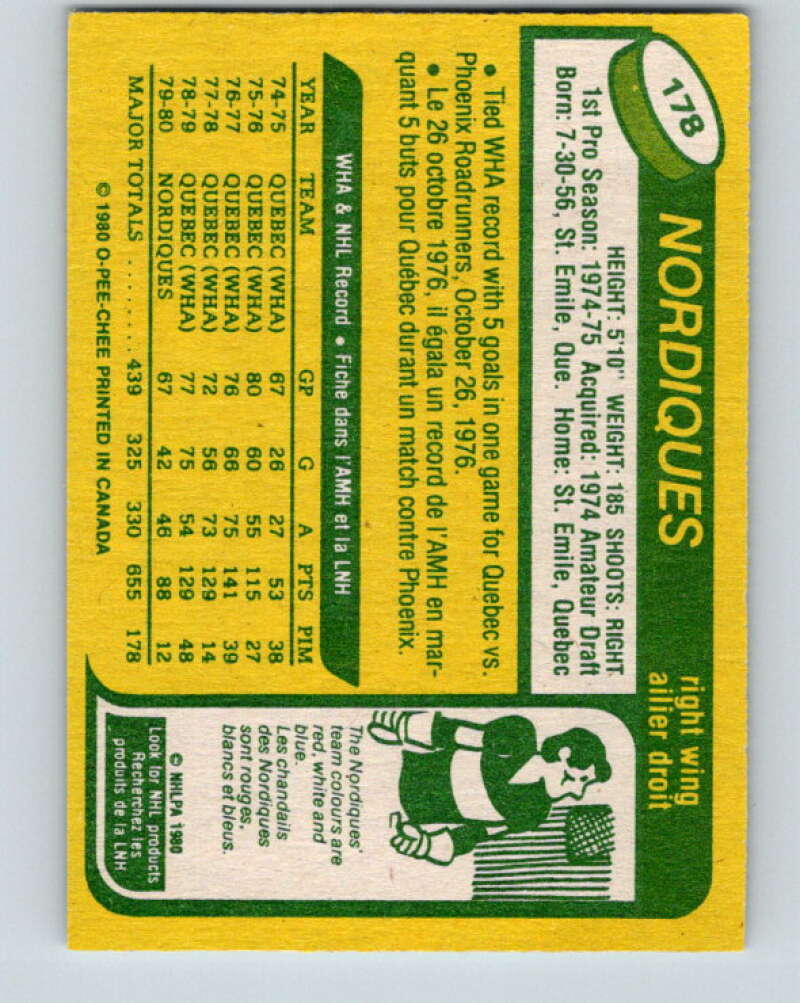 178
NORDIQUES
right wing
ailier droit
HEIGHT: 5'10" WEIGHT: 185 SHOOTS: RIGHT
1st Pro Season: 1974-75 Acquired: 1974 Amateur Draft
Born: 7-30-56, St. Emile, Que. Home: St. Emile, Quebec
• Tied WHA record with 5 goals in one game for Quebec vs.
Phoenix Roadrunners, October 26, 1976.
• Le 26 octobre 1976, il égala un record de l'AMH en mar-
quant 5 buts pour Québec durant un match contre Phoenix.
WHA & NHL Record • Fiche dans l'AMH et la LNH
YEAR TEAM GP G A PTS PIM
74-75 QUEBEC (WHA) 67 26 27 53 38
75-76 QUEBEC (WHA) 80 60 55 115 27
76-77 QUEBEC (WHA) 76 66 75 141 39
77-78 QUEBEC (WHA) 72 56 73 129 14
78-79 QUEBEC (WHA) 77 75 54 129 48
79-80 NORDIQUES 67 42 46 88 12
MAJOR TOTALS ........ 439 325 330 655 178
© 1980 O-PEE-CHEE PRINTED IN CANADA
The Nordiques'
team colours are
red, white and
blue.
Les chandails
des Nordiques
sont rouges,
blancs et bleus.
© NHLPA 1980
Look for NHL products
Recherchez les
produits de la LNH